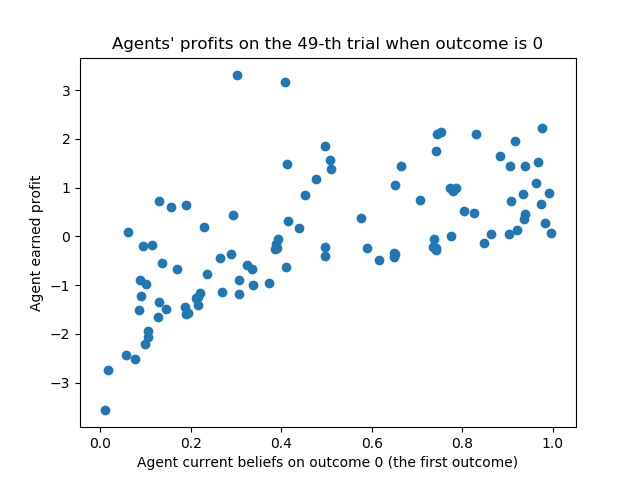 Agents' profits on the 49-th trial when outcome is 0
Agent earned profit
3
2
1
0
−1
−2
−3
0.0 0.2 0.4 0.6 0.8 1.0
Agent current beliefs on outcome 0 (the first outcome)